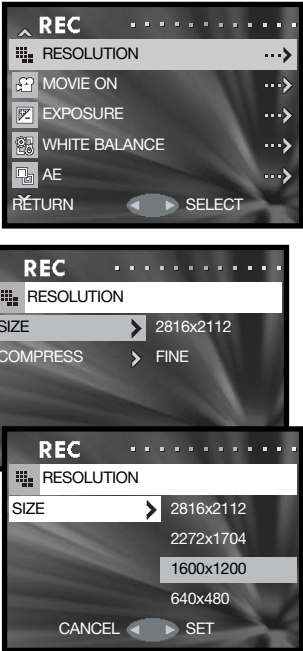 REC
RESOLUTION
MOVIE ON
EXPOSURE
WHITE BALANCE
AE
RETURN SELECT
REC
RESOLUTION
SIZE 2816x2112
COMPRESS FINE
REC
RESOLUTION
SIZE 2816x2112
2272x1704
1600x1200
640x480
CANCEL SET